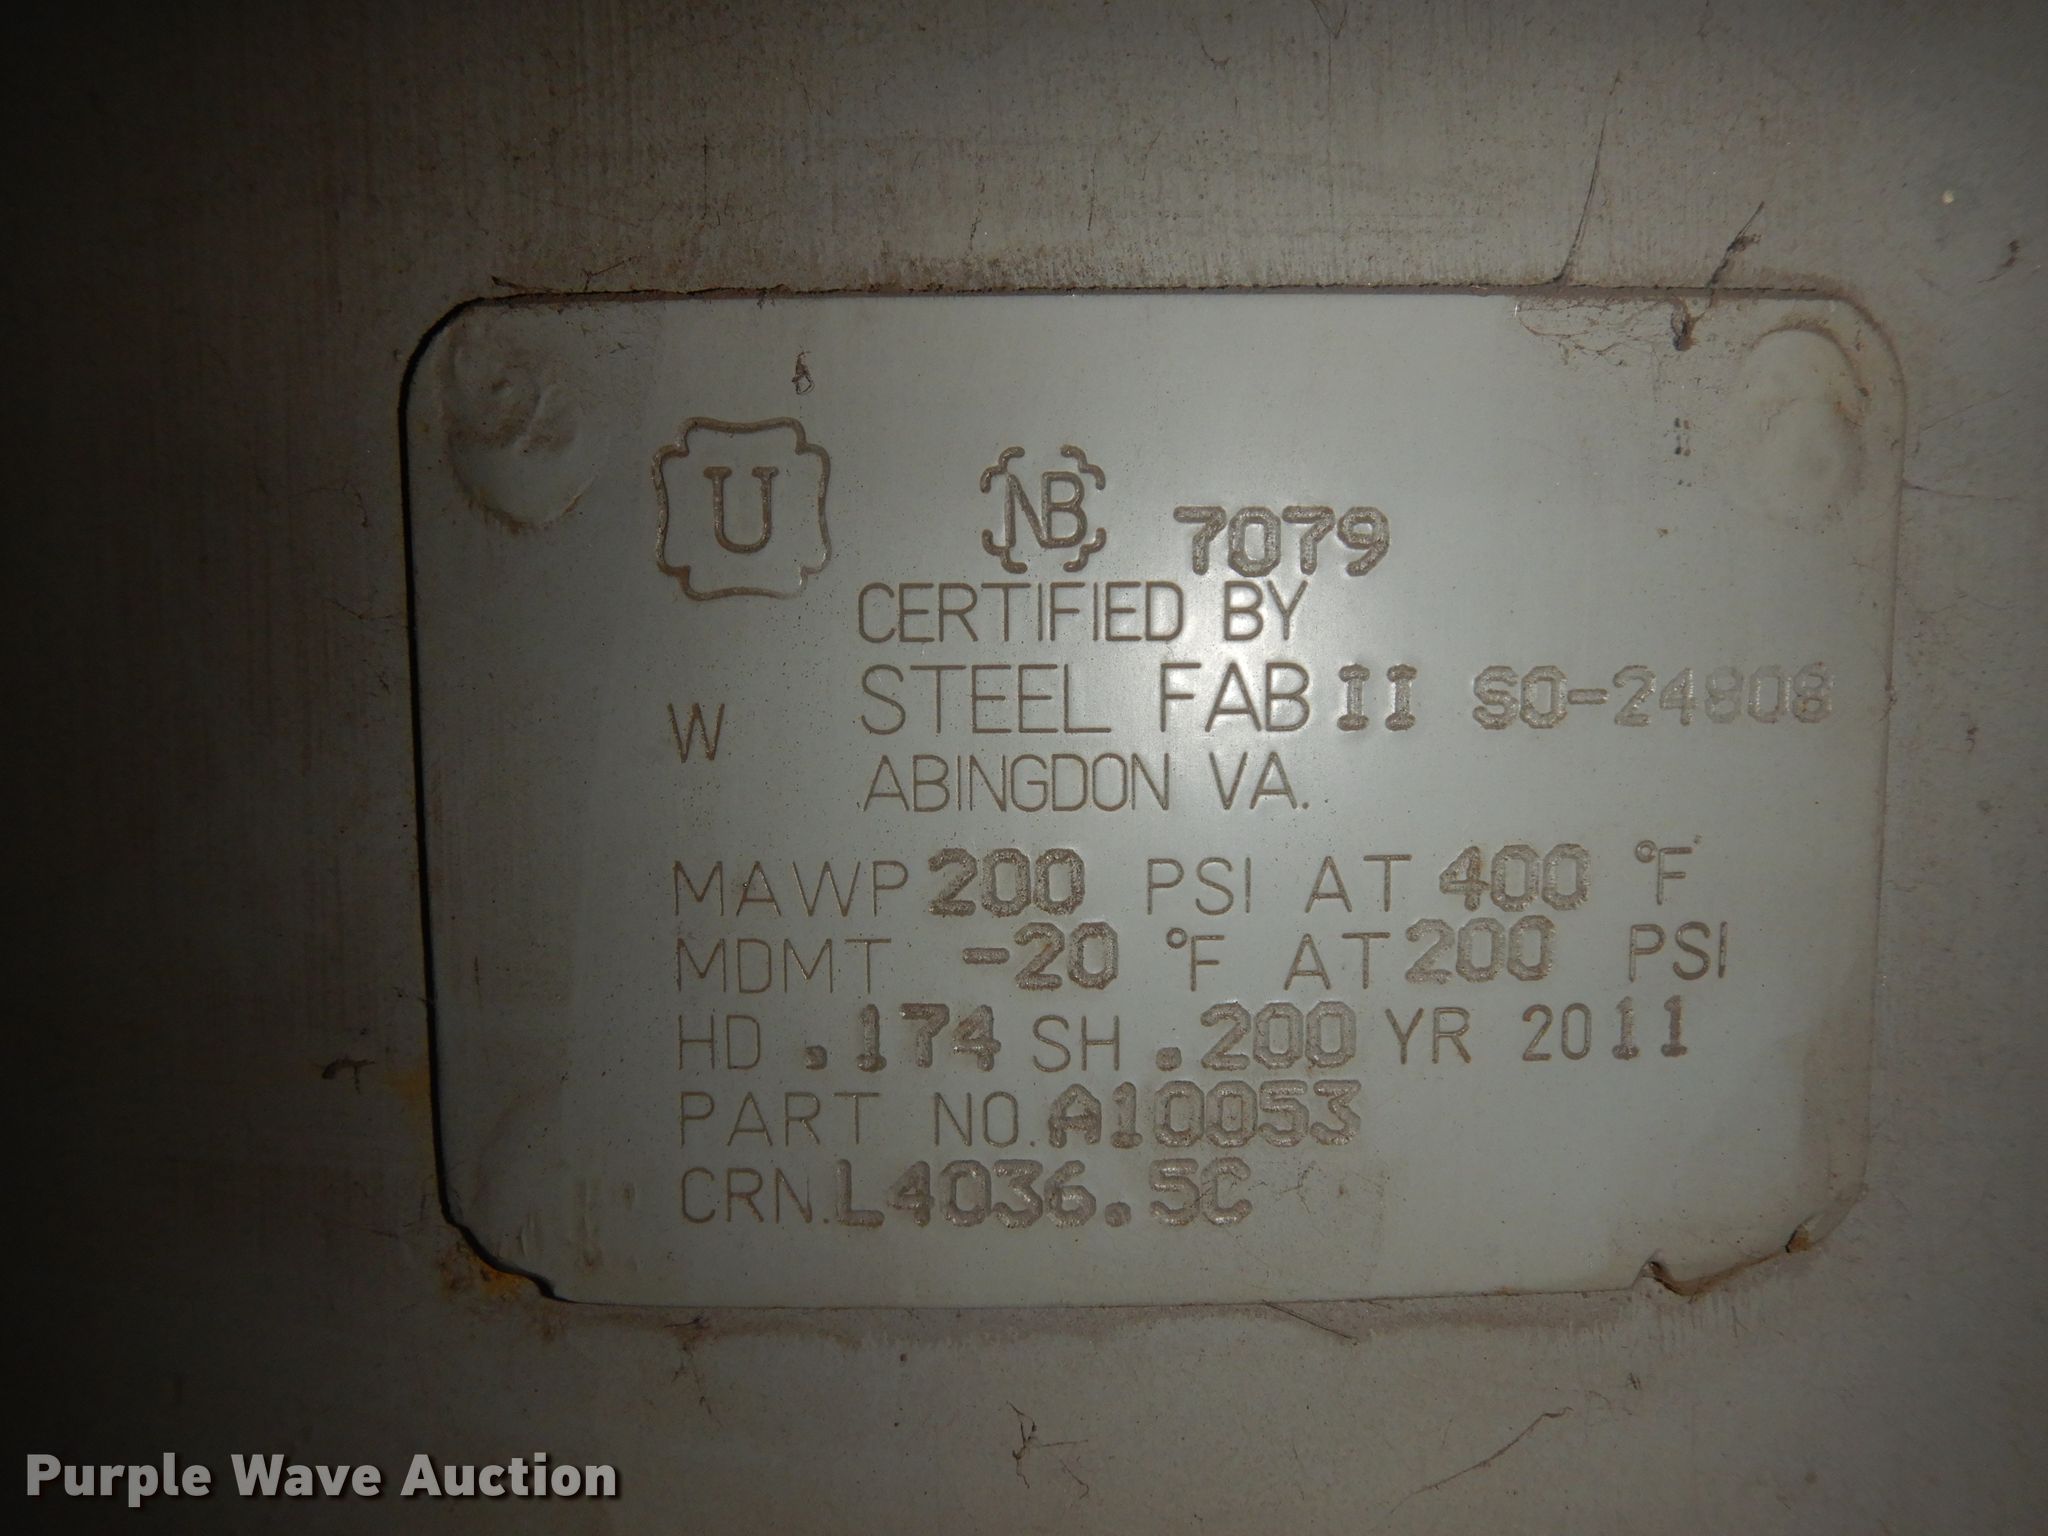 U NB 7079
CERTIFIED BY
W STEEL FAB II SO-24808
ABINGDON VA.
MAWP 200 PSI AT 400 °F
MDMT -20 °F AT 200 PSI
HD .174 SH .200 YR 2011
PART NO. A10053
CRN. L4036.5C
Purple Wave Auction